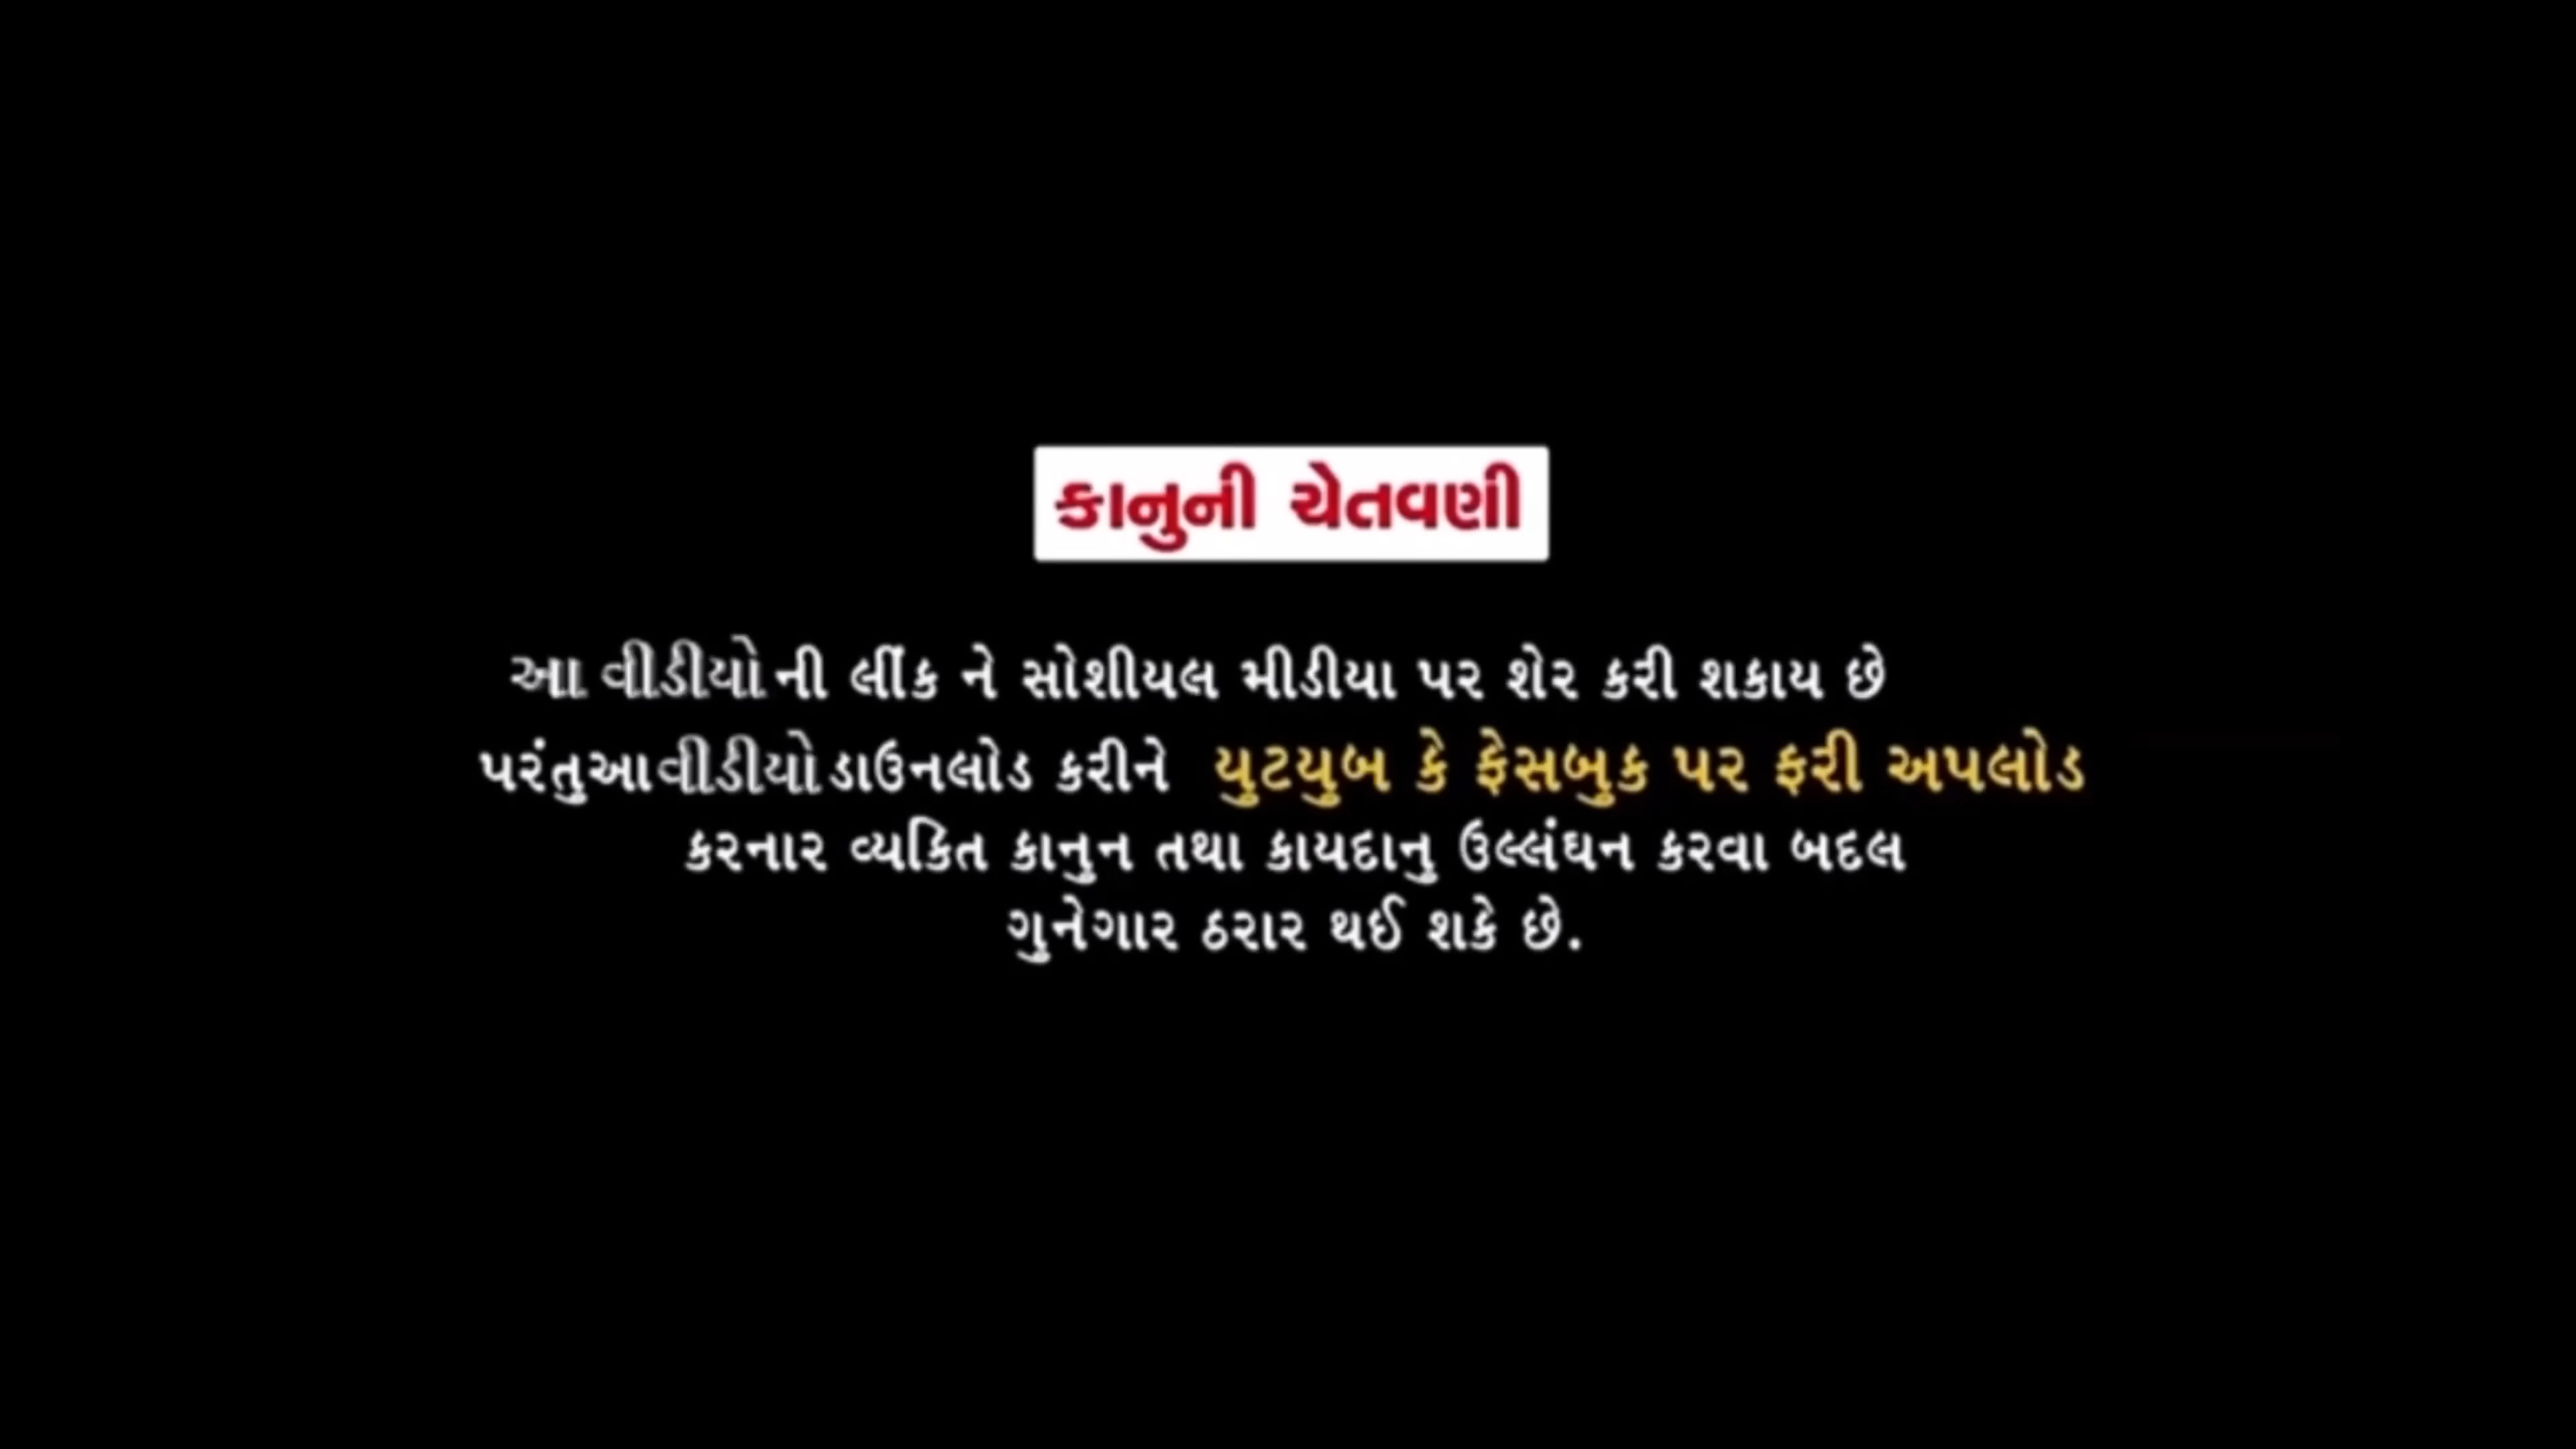 કાનુની ચેતવણી
આ વીડીયો ની લીંક ને સોશીયલ મીડીયા પર શેર કરી શકાય છે
પરંતુઆવીડીયો ડાઉનલોડ કરીને યુટયુબ કે ફેસબુક પર ફરી અપલોડ
કરનાર વ્યકિત કાનુન તથા કાયદાનુ ઉલ્લંઘન કરવા બદલ
ગુનેગાર ઠરાર થઈ શકે છે.